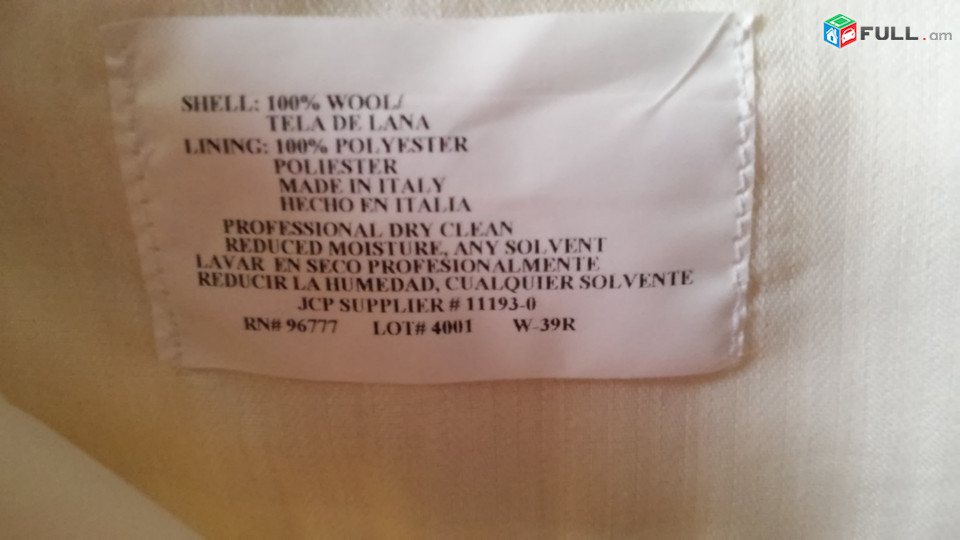 FULL.am
SHELL: 100% WOOL/
TELA DE LANA
LINING: 100% POLYESTER
POLIESTER
MADE IN ITALY
HECHO EN ITALIA
PROFESSIONAL DRY CLEAN
REDUCED MOISTURE, ANY SOLVENT
LAVAR EN SECO PROFESIONALMENTE
REDUCIR LA HUMEDAD, CUALQUIER SOLVENTE
JCP SUPPLIER # 11193-0
RN# 96777 LOT# 4001 W-39R